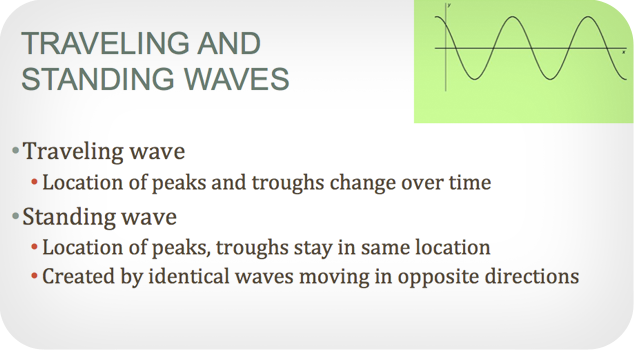 TRAVELING AND
STANDING WAVES
y
x
•Traveling wave
•Location of peaks and troughs change over time
•Standing wave
•Location of peaks, troughs stay in same location
•Created by identical waves moving in opposite directions